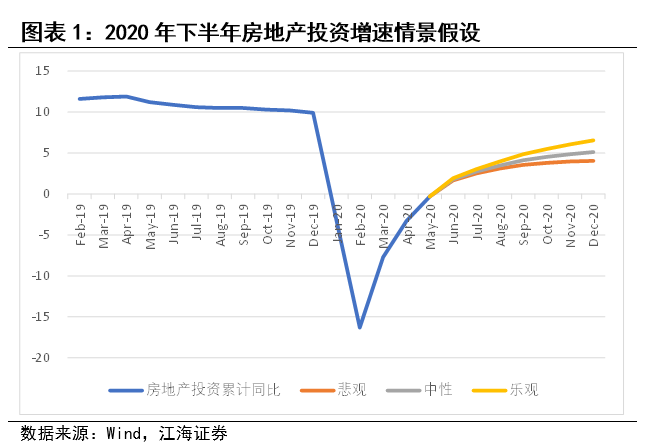 图表 1：2020 年下半年房地产投资增速情景假设
15
10
5
0
-5
-10
-15
-20
Feb-19
Mar-19
Apr-19
May-19
Jun-19
Jul-19
Aug-19
Sep-19
Oct-19
Nov-19
Dec-19
Jan-20
Feb-20
Mar-20
Apr-20
May-20
Jun-20
Jul-20
Aug-20
Sep-20
Oct-20
Nov-20
Dec-20
房地产投资累计同比 悲观 中性 乐观
数据来源：Wind，江海证券